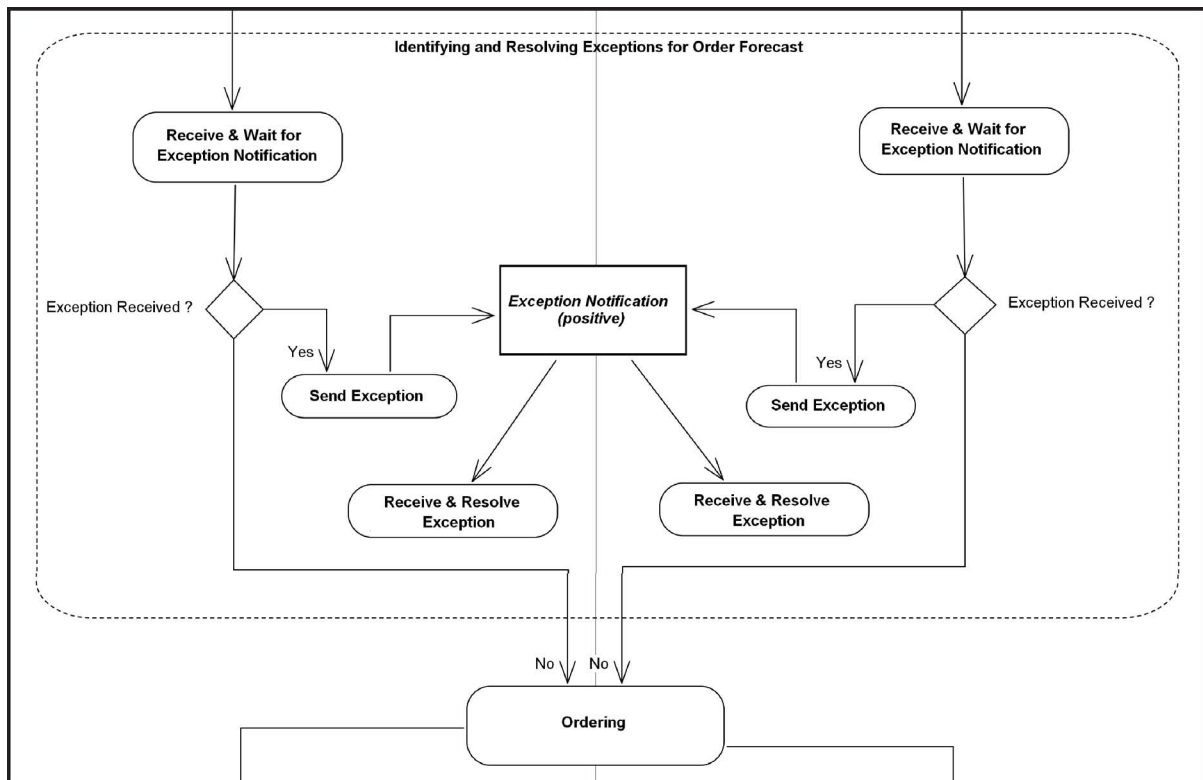 Identifying and Resolving Exceptions for Order Forecast
Receive & Wait for
Exception Notification
Receive & Wait for
Exception Notification
Exception Received ?
Exception Notification
(positive)
Exception Received ?
Yes
Yes
Send Exception
Send Exception
Receive & Resolve
Exception
Receive & Resolve
Exception
No
No
Ordering